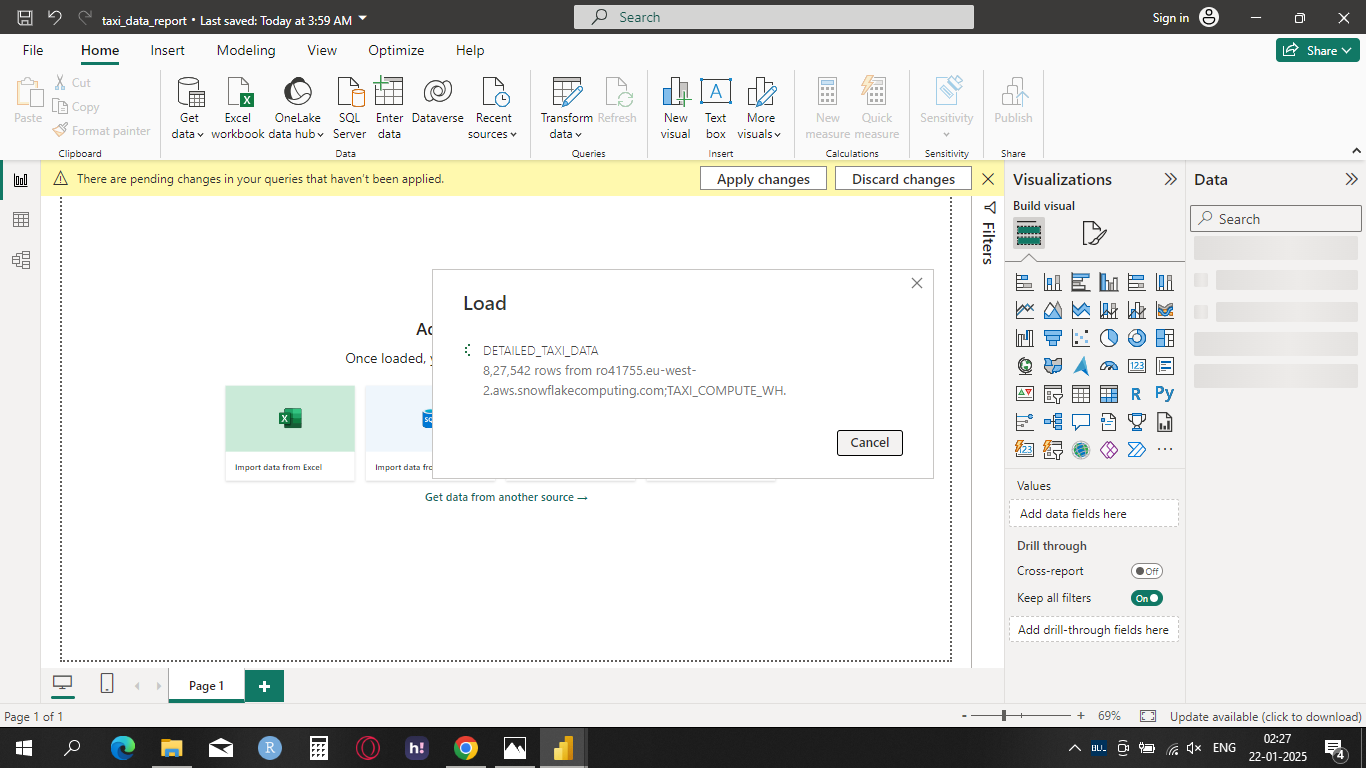 taxi_data_report • Last saved: Today at 3:59 AM
Search
Sign in
File
Home
Insert
Modeling
View
Optimize
Help
Share
Paste
Cut
Copy
Format painter
Clipboard
Get data
Excel workbook
OneLake data hub
SQL Server
Enter data
Dataverse
Recent sources
Data
Transform data
Refresh
Queries
New visual
Text box
More visuals
Insert
New measure
Quick measure
Calculations
Sensitivity
Sensitivity
Publish
Share
There are pending changes in your queries that haven't been applied.
Apply changes
Discard changes
Filters
Load
DETAILED_TAXI_DATA
8,27,542 rows from ro41755.eu-west-
2.aws.snowflakecomputing.com;TAXI_COMPUTE_WH.
Cancel
Once loaded,
Import data from Excel
Import data fro
Get data from another source →
Visualizations
Build visual
Values
Add data fields here
Drill through
Cross-report
Off
Keep all filters
On
Add drill-through fields here
Data
Search
Page 1
Page 1 of 1
- + 69%
Update available (click to download)
ENG
02:27
22-01-2025
4